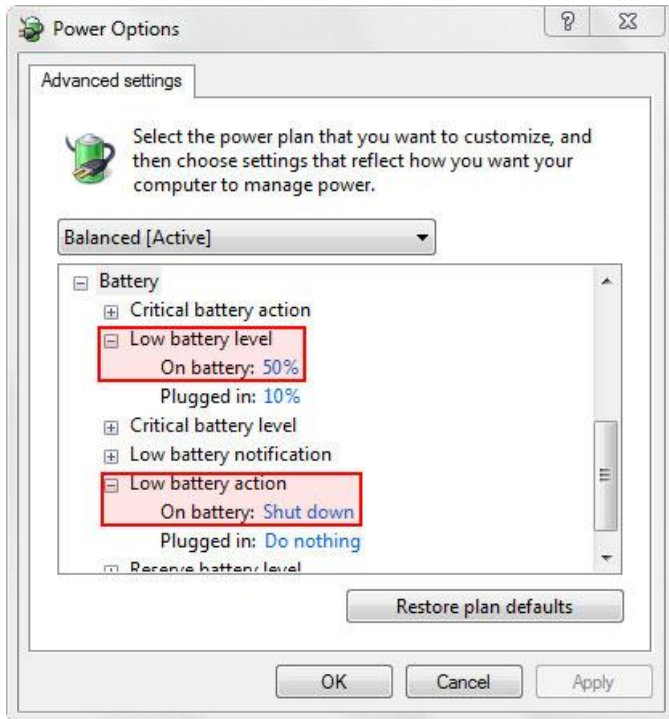 Power Options
Advanced settings
Select the power plan that you want to customize, and
then choose settings that reflect how you want your
computer to manage power.
Balanced [Active]
Battery
Critical battery action
Low battery level
On battery: 50%
Plugged in: 10%
Critical battery level
Low battery notification
Low battery action
On battery: Shut down
Plugged in: Do nothing
Reserve battery level
Restore plan defaults
OK Cancel Apply